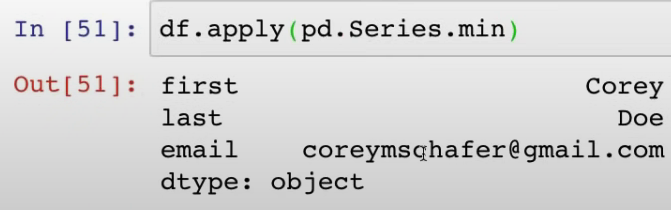 In [51]: df.apply(pd.Series.min)
Out[51]: first Corey
last Doe
email coreymschafer@gmail.com
dtype: object